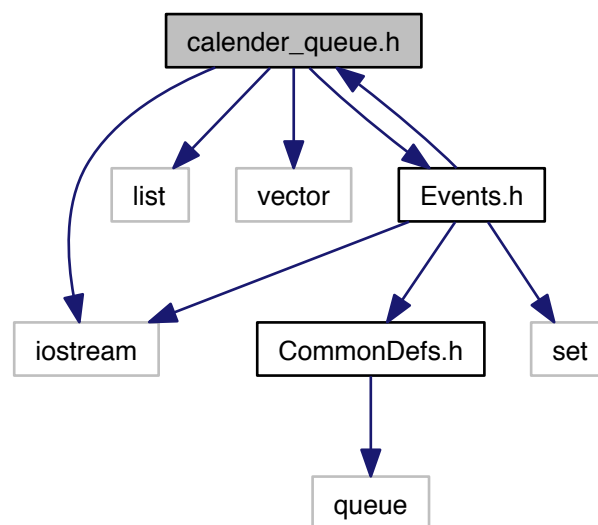 calender_queue.h
list
vector
Events.h
iostream
CommonDefs.h
set
queue